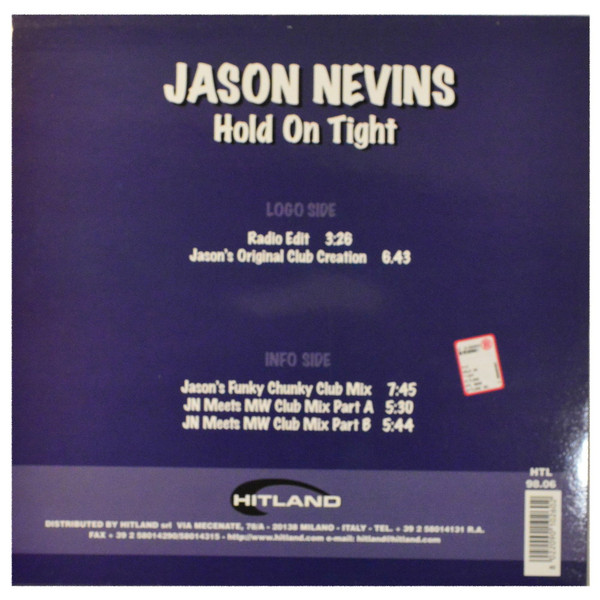 JASON NEVINS
Hold On Tight
LOGO SIDE
Radio Edit 3:26
Jason's Original Club Creation 6.43
INFO SIDE
Jason's Funky Chunky Club Mix 7:45
JN Meets MW Club Mix Part A 5:30
JN Meets MW Club Mix Part B 5:44
HTL
98.06
HITLAND
DISTRIBUTED BY HITLAND srl VIA MECENATE, 76/A - 20138 MILANO - ITALY - TEL. + 39 2 58014131 R.A.
FAX + 39 2 58014290/58014315 - http//www.hitland.com e-mail: hitland@hitland.com